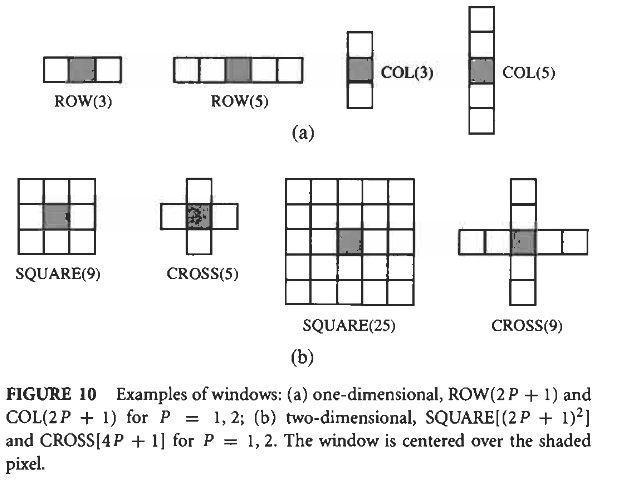 ROW(3)
ROW(5)
COL(3)
COL(5)
(a)
SQUARE(9)
CROSS(5)
SQUARE(25)
CROSS(9)
(b)
FIGURE 10 Examples of windows: (a) one-dimensional, ROW(2P + 1) and
COL(2P + 1) for P = 1, 2; (b) two-dimensional, SQUARE[(2P + 1)²]
and CROSS[4P + 1] for P = 1, 2. The window is centered over the shaded
pixel.